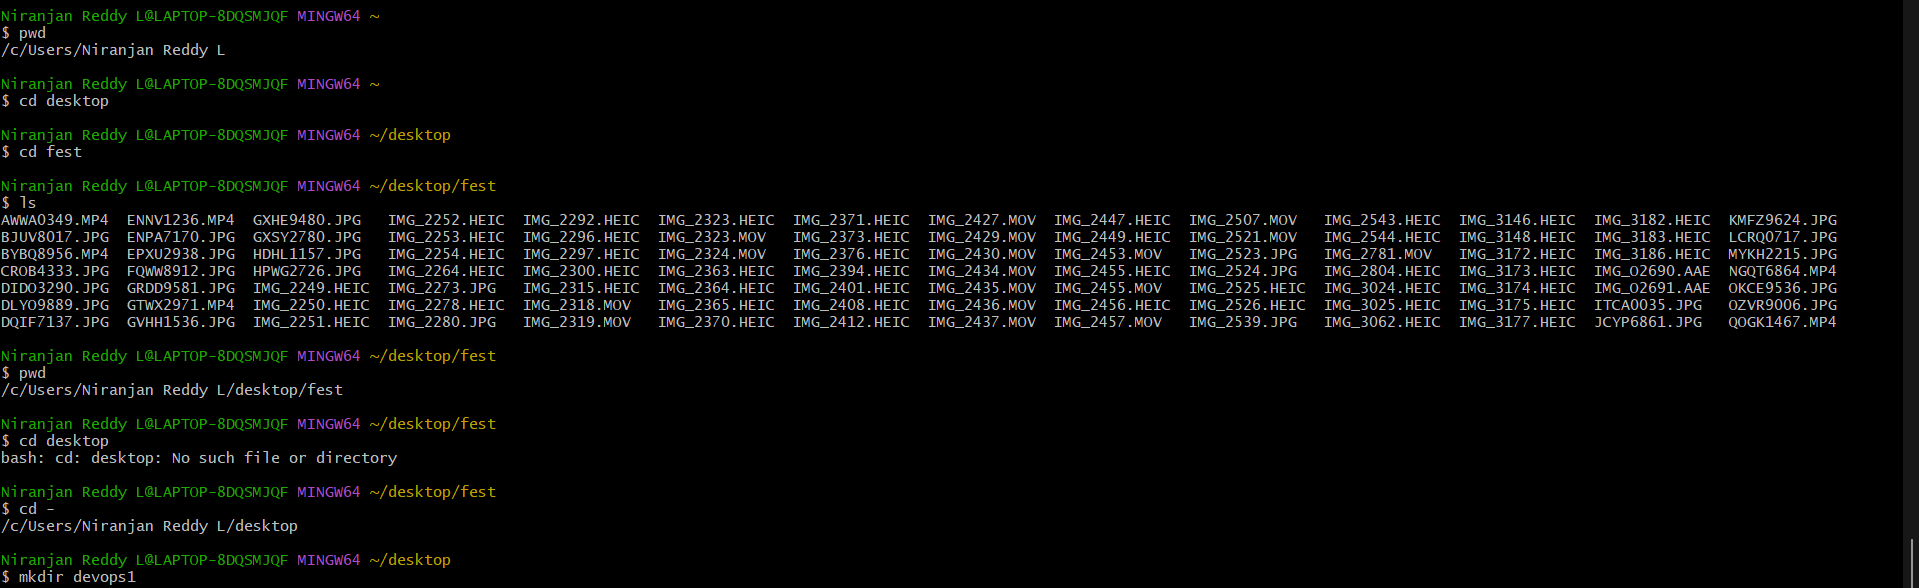 Niranjan Reddy L@LAPTOP-8DQSMJQF MINGW64 ~
$ pwd
/c/Users/Niranjan Reddy L

Niranjan Reddy L@LAPTOP-8DQSMJQF MINGW64 ~
$ cd desktop

Niranjan Reddy L@LAPTOP-8DQSMJQF MINGW64 ~/desktop
$ cd fest

Niranjan Reddy L@LAPTOP-8DQSMJQF MINGW64 ~/desktop/fest
$ ls
AWWA0349.MP4  ENNV1236.MP4  GXHE9480.JPG   IMG_2252.HEIC  IMG_2292.HEIC  IMG_2323.HEIC  IMG_2371.HEIC  IMG_2427.MOV  IMG_2447.HEIC  IMG_2507.MOV   IMG_2543.HEIC  IMG_3146.HEIC  IMG_3182.HEIC  KMFZ9624.JPG
BJUV8017.JPG  ENPA7170.JPG  GXSY2780.JPG   IMG_2253.HEIC  IMG_2296.HEIC  IMG_2323.MOV   IMG_2373.HEIC  IMG_2429.MOV  IMG_2449.HEIC  IMG_2521.MOV   IMG_2544.HEIC  IMG_3148.HEIC  IMG_3183.HEIC  LCRQ0717.JPG
BYBQ8956.MP4  EPXU2938.JPG  HDHL1157.JPG   IMG_2254.HEIC  IMG_2297.HEIC  IMG_2324.MOV   IMG_2376.HEIC  IMG_2430.MOV  IMG_2453.MOV   IMG_2523.JPG   IMG_2781.MOV   IMG_3172.HEIC  IMG_3186.HEIC  MYKH2215.JPG
CROB4333.JPG  FQWW8912.JPG  HPWG2726.JPG   IMG_2264.HEIC  IMG_2300.HEIC  IMG_2363.HEIC  IMG_2394.HEIC  IMG_2434.MOV  IMG_2455.HEIC  IMG_2524.JPG   IMG_2804.HEIC  IMG_3173.HEIC  IMG_O2690.AAE  NGQT6864.MP4
DIDO3290.JPG  GRDD9581.JPG  IMG_2249.HEIC  IMG_2273.JPG   IMG_2315.HEIC  IMG_2364.HEIC  IMG_2401.HEIC  IMG_2435.MOV  IMG_2455.MOV   IMG_2525.HEIC  IMG_3024.HEIC  IMG_3174.HEIC  IMG_O2691.AAE  OKCE9536.JPG
DLYO9889.JPG  GTWX2971.MP4  IMG_2250.HEIC  IMG_2278.HEIC  IMG_2318.MOV   IMG_2365.HEIC  IMG_2408.HEIC  IMG_2436.MOV  IMG_2456.HEIC  IMG_2526.HEIC  IMG_3025.HEIC  IMG_3175.HEIC  ITCA0035.JPG   OZVR9006.JPG
DQIF7137.JPG  GVHH1536.JPG  IMG_2251.HEIC  IMG_2280.JPG   IMG_2319.MOV   IMG_2370.HEIC  IMG_2412.HEIC  IMG_2437.MOV  IMG_2457.MOV   IMG_2539.JPG   IMG_3062.HEIC  IMG_3177.HEIC  JCYP6861.JPG   QOGK1467.MP4

Niranjan Reddy L@LAPTOP-8DQSMJQF MINGW64 ~/desktop/fest
$ pwd
/c/Users/Niranjan Reddy L/desktop/fest

Niranjan Reddy L@LAPTOP-8DQSMJQF MINGW64 ~/desktop/fest
$ cd desktop
bash: cd: desktop: No such file or directory

Niranjan Reddy L@LAPTOP-8DQSMJQF MINGW64 ~/desktop/fest
$ cd -
/c/Users/Niranjan Reddy L/desktop

Niranjan Reddy L@LAPTOP-8DQSMJQF MINGW64 ~/desktop
$ mkdir devops1